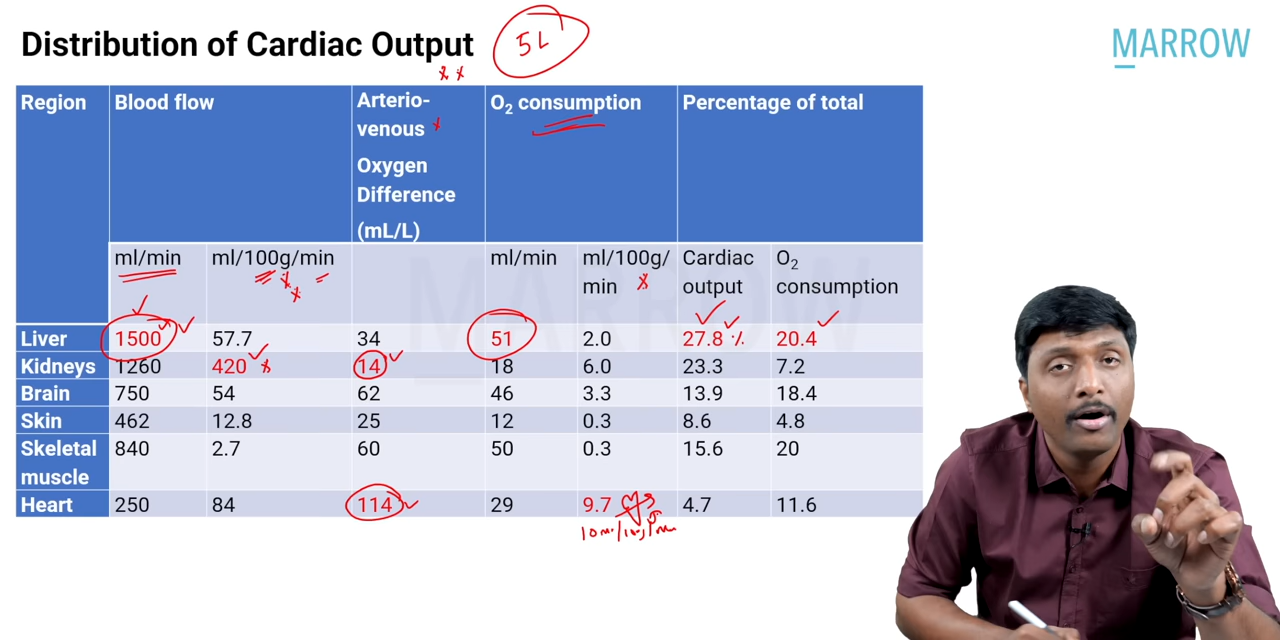 Distribution of Cardiac Output
5L
MARROW
Region Blood flow Arterio-venous Oxygen Difference (mL/L) O₂ consumption Percentage of total
ml/min ml/100g/min ml/min ml/100g/min Cardiac output O₂ consumption
Liver 1500 57.7 34 51 2.0 27.8 % 20.4
Kidneys 1260 420 14 18 6.0 23.3 7.2
Brain 750 54 62 46 3.3 13.9 18.4
Skin 462 12.8 25 12 0.3 8.6 4.8
Skeletal muscle 840 2.7 60 50 0.3 15.6 20
Heart 250 84 114 29 9.7 4.7 11.6
MARROW